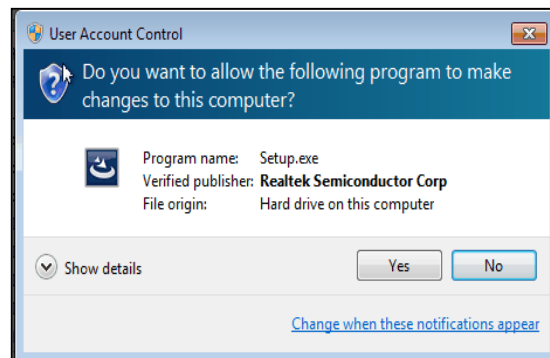 User Account Control
Do you want to allow the following program to make
changes to this computer?
Program name: Setup.exe
Verified publisher: Realtek Semiconductor Corp
File origin: Hard drive on this computer
Show details
Yes
No
Change when these notifications appear